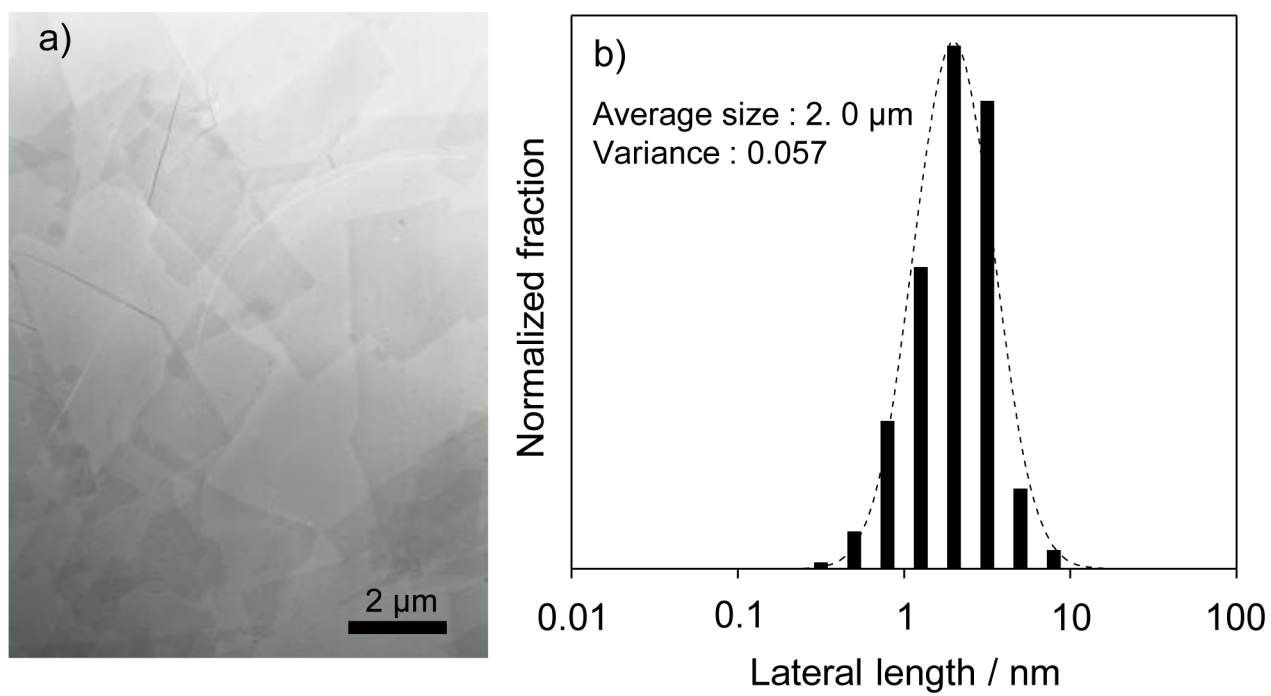 a)
2 μm
b)
Average size : 2. 0 μm
Variance : 0.057
Normalized fraction
0.01 0.1 1 10 100
Lateral length / nm